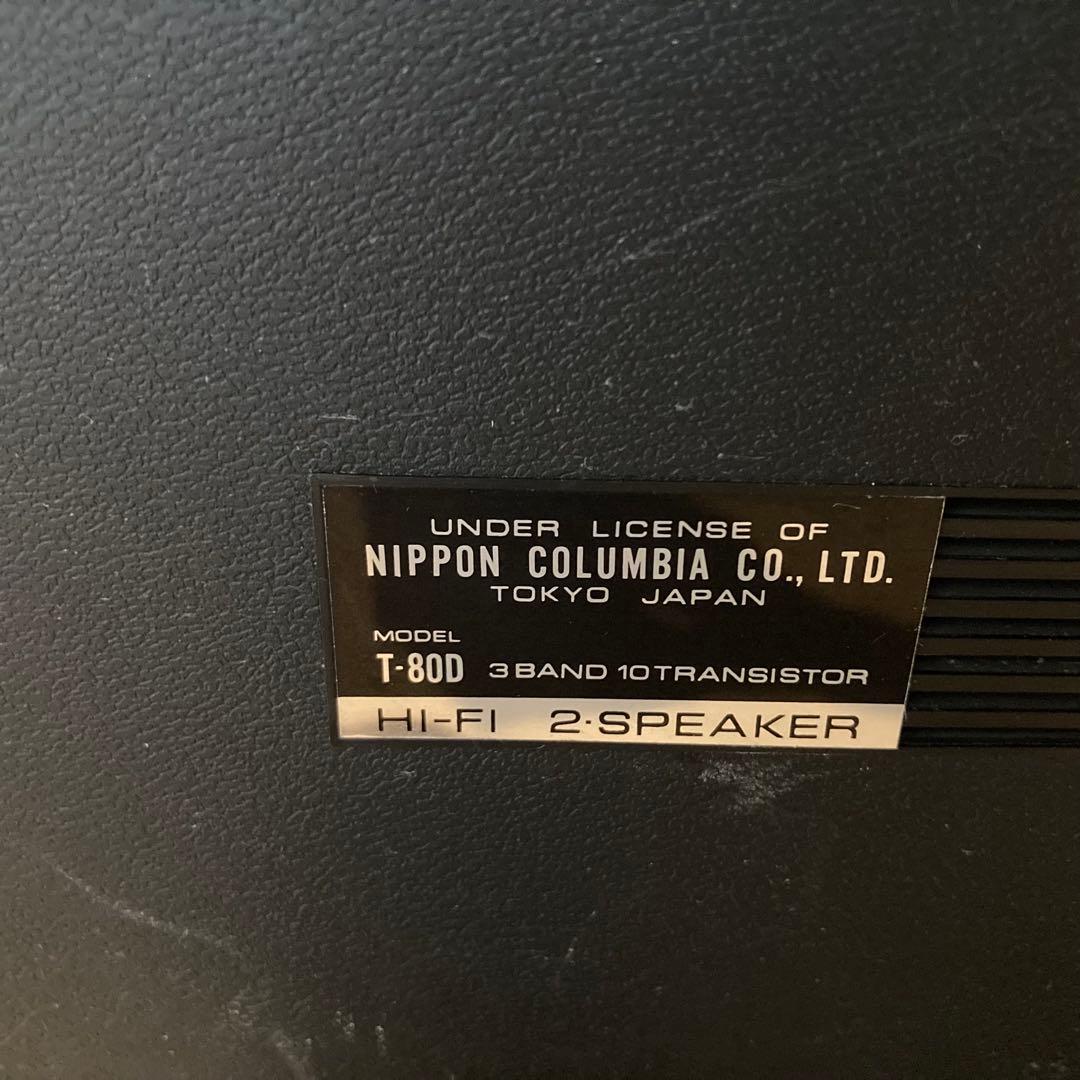 UNDER LICENSE OF
NIPPON COLUMBIA CO., LTD.
TOKYO JAPAN
MODEL
T-80D 3 BAND 10 TRANSISTOR
HI-FI 2·SPEAKER